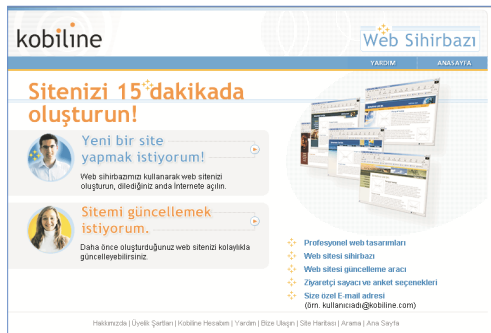 kobiline
Web Sihirbazı
YARDIM ANASAYFA
Sitenizi 15 dakikada
oluşturun!
Yeni bir site
yapmak istiyorum!
Web sihirbazımızı kullanarak web sitenizi
oluşturun, dilediğiniz anda İnternete açılın.
Sitemi güncellemek
istiyorum.
Daha önce oluşturduğunuz web sitenizi kolaylıkla
güncelleyebilirsiniz.
Profesyonel web tasarımları
Web sitesi sihirbazı
Web sitesi güncelleme aracı
Ziyaretçi sayacı ve anket seçenekleri
Size özel E-mail adresi
(örn. kullanıcıadı@kobiline.com)
Hakkımızda | Üyelik Şartları | Kobiline Hesabım | Yardım | Bize Ulaşın | Site Haritası | Arama | Ana Sayfa